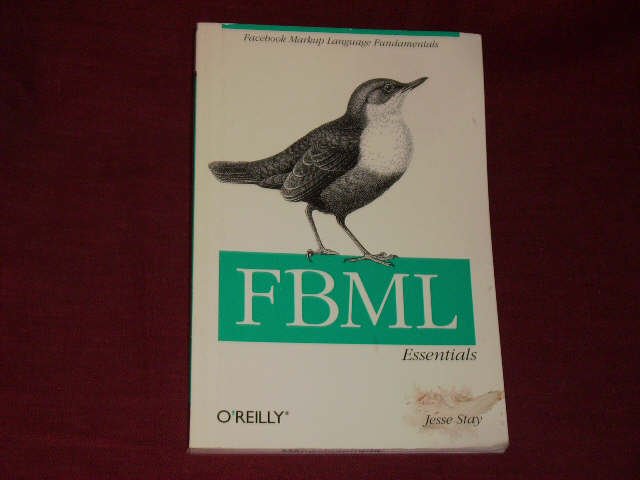 Facebook Markup Language Fundamentals
FBML
Essentials
O'REILLY®
Jesse Stay